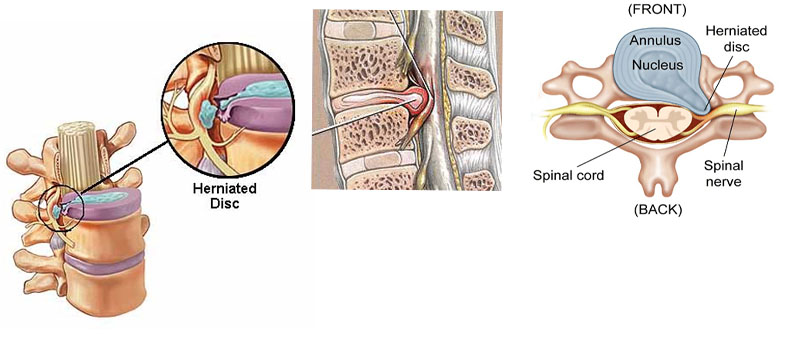 Herniated
Disc
(FRONT)
Annulus
Nucleus
Herniated
disc
Spinal cord
Spinal
nerve
(BACK)